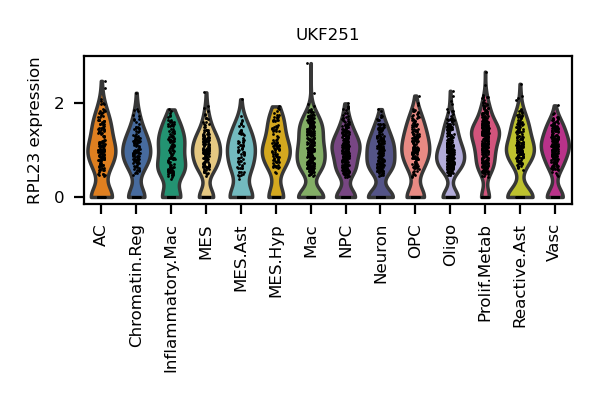 UKF251
RPL23 expression
2
0
AC
Chromatin.Reg
Inflammatory.Mac
MES
MES.Ast
MES.Hyp
Mac
NPC
Neuron
OPC
Oligo
Prolif.Metab
Reactive.Ast
Vasc